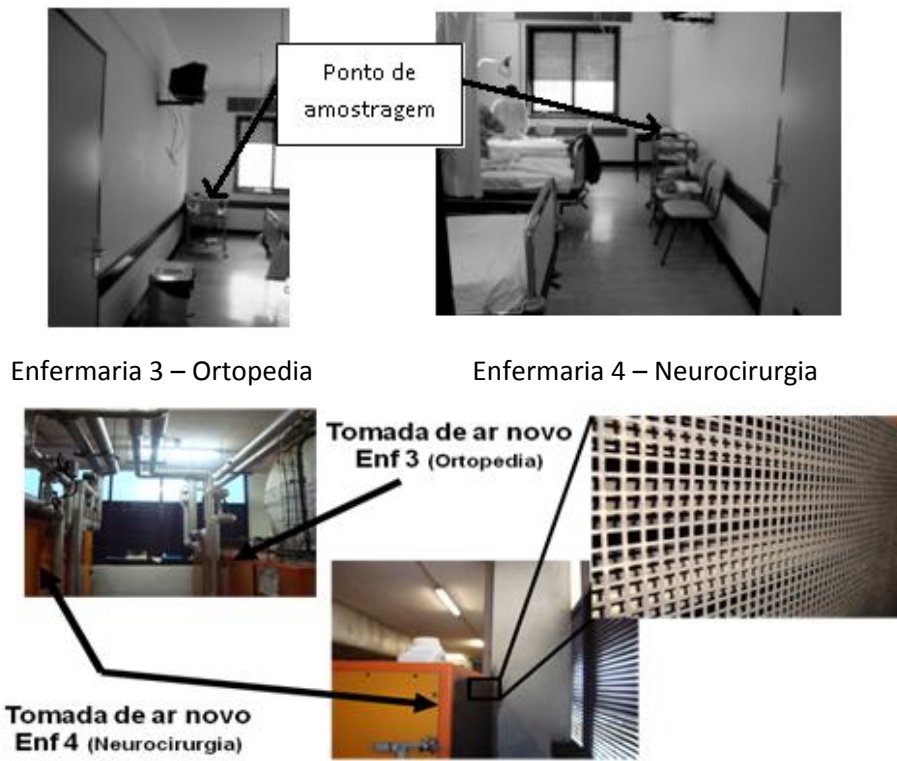 Ponto de
amostragem
Enfermaria 3 – Ortopedia
Enfermaria 4 – Neurocirurgia
Tomada de ar novo
Enf 3 (Ortopedia)
Tomada de ar novo
Enf 4 (Neurocirurgia)